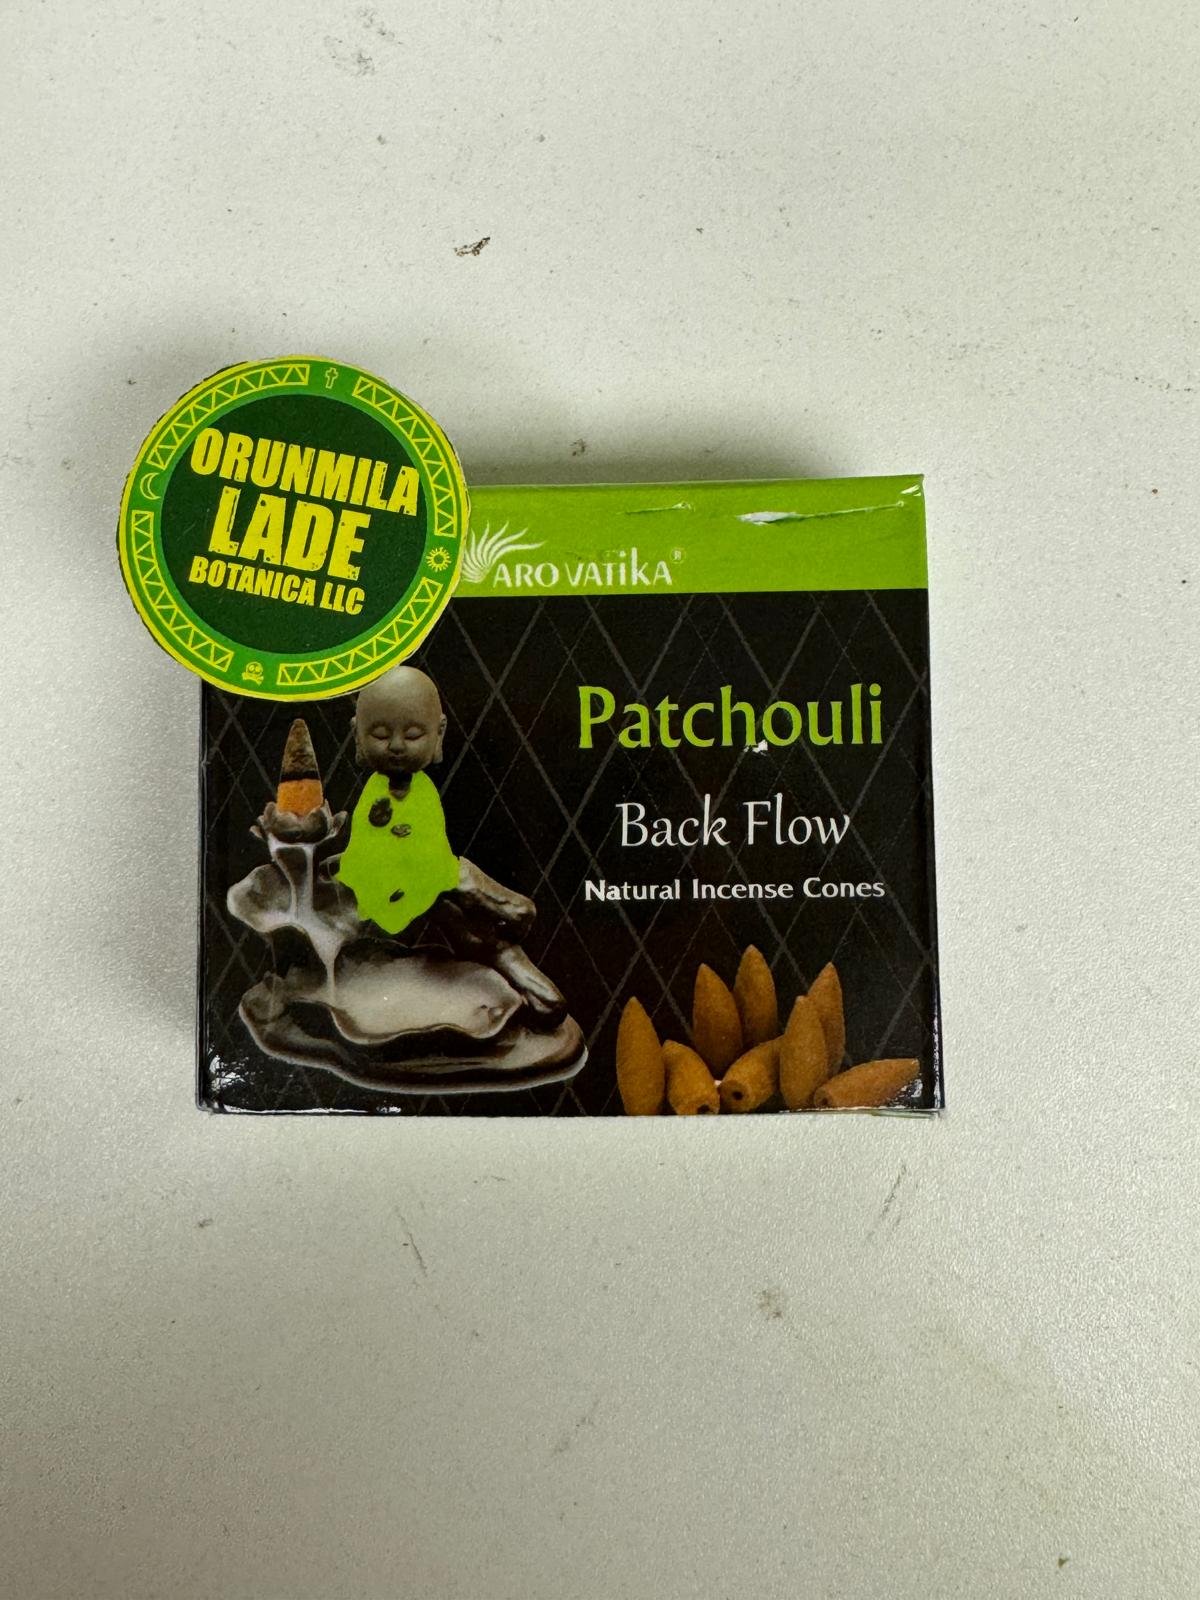 ORUNMILA
LADE
BOTANICA LLC
AROVATIKA®
Patchouli
Back Flow
Natural Incense Cones